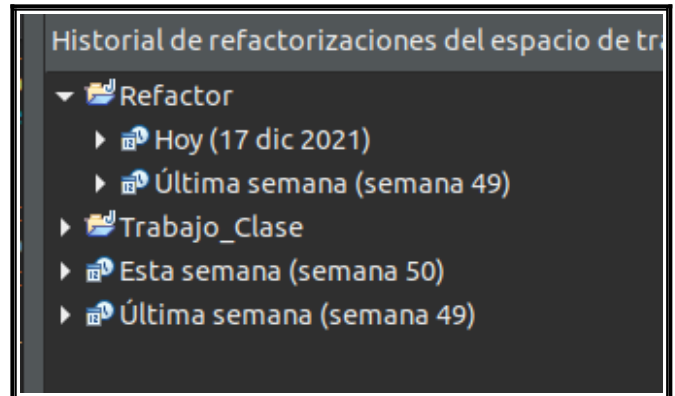 Historial de refactorizaciones del espacio de
Refactor
Hoy (17 dic 2021)
Última semana (semana 49)
Trabajo_Clase
Esta semana (semana 50)
Última semana (semana 49)